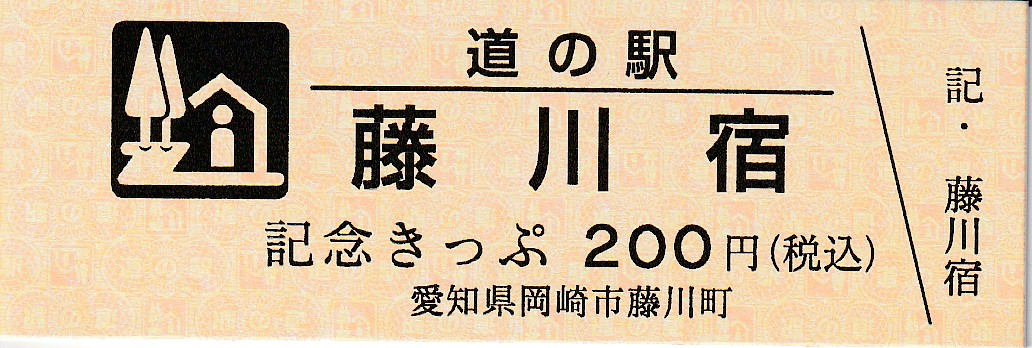 道の駅
藤川宿
記念きっぷ 200円(税込)
愛知県岡崎市藤川町
記・藤川宿